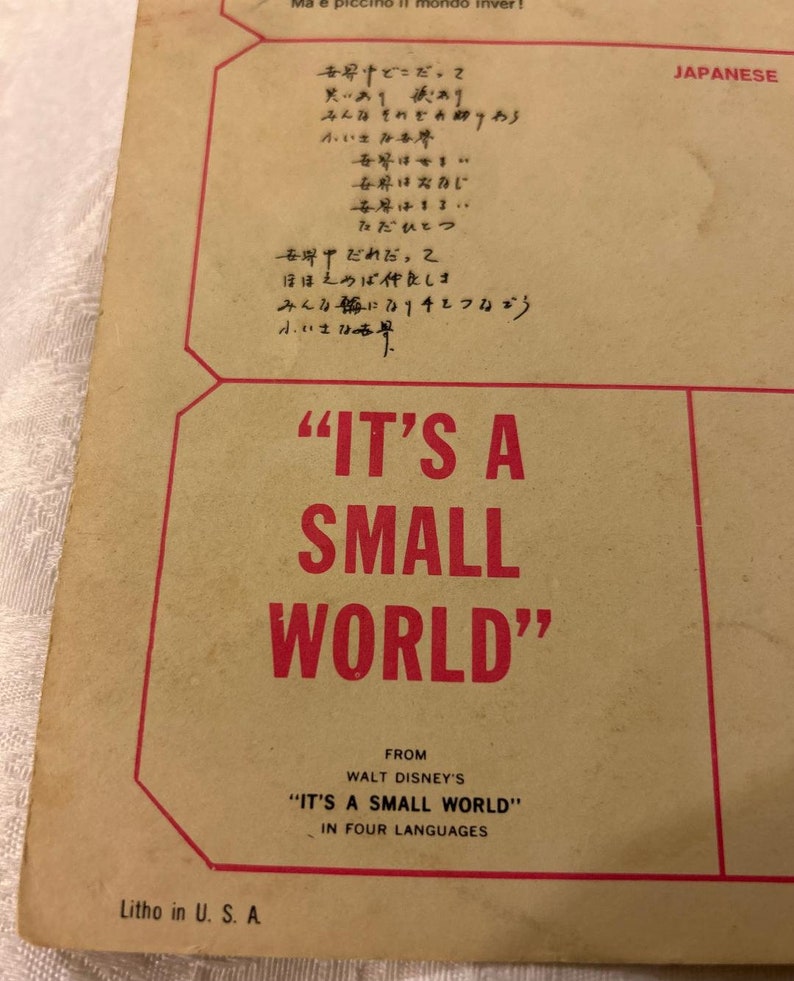 Ma è piccino il mondo inver!
JAPANESE
世界中どこだって
笑いあり 涙あり
みんなそれぞれ助けあう
小いさな世界
世界はせまい
世界はおなじ
世界はまるい
ただひとつ
世界中だれだって
ほほえめば仲良しさ
みんな輪になり手をつなごう
小いさな世界
"IT'S A
SMALL
WORLD"
FROM
WALT DISNEY'S
"IT'S A SMALL WORLD"
IN FOUR LANGUAGES
Litho in U. S. A.